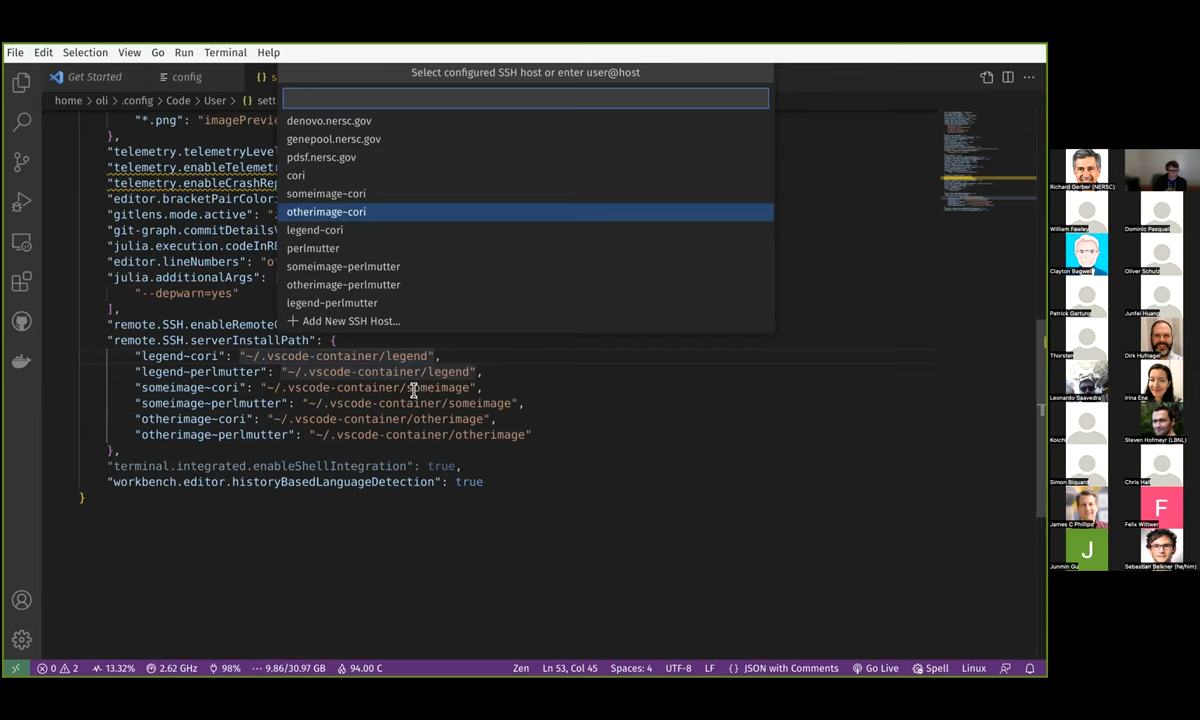 File Edit Selection View Go Run Terminal Help
Select configured SSH host or enter user@host
Get Started
config
home > oli > .config > Code > User > {} sett
denovo.nersc.gov
genepool.nersc.gov
pdsf.nersc.gov
cori
someimage~cori
otherimage~cori
legend~cori
perlmutter
someimage~perlmutter
otherimage~perlmutter
legend~perlmutter
+ Add New SSH Host...
"*.png": "imagePrevie
},
"telemetry.telemetryLeve
"telemetry.enableTelemet
"telemetry.enableCrashRep
"editor.bracketPairColori
"gitlens.mode.active": "
"git-graph.commitDetailsV
"julia.execution.codeInRE
"editor.lineNumbers": "o
"julia.additionalArgs":
"--depwarn=yes"
],
"remote.SSH.enableRemote
"remote.SSH.serverInstallPath": {
"legend~cori": "~/.vscode-container/legend",
"legend~perlmutter": "~/.vscode-container/legend",
"someimage~cori": "~/.vscode-container/someimage",
"someimage~perlmutter": "~/.vscode-container/someimage",
"otherimage~cori": "~/.vscode-container/otherimage",
"otherimage~perlmutter": "~/.vscode-container/otherimage"
},
"terminal.integrated.enableShellIntegration": true,
"workbench.editor.historyBasedLanguageDetection": true
}
0 2 13.32% 2.62 GHz 98% 9.86/30.97 GB 94.00 C Zen Ln 53, Col 45 Spaces: 4 UTF-8 LF {} JSON with Comments Go Live Spell Linux
Richard Gerber (NERSC)
William Fawley
Dominic Pasquali
Clayton Bagwell
Oliver Schulz
Patrick Gartung
Junfei Huang
Thorsten
Dirk Hufnagel
Leonardo Saavedra
Irina Ene
Koichi
Steven Hofmeyr (LBNL)
Simon Biquard
Chris Hall
James C Phillips
F
Felix Wittwer
J
Junmin Gu
Sebastian Belkner (he/him)